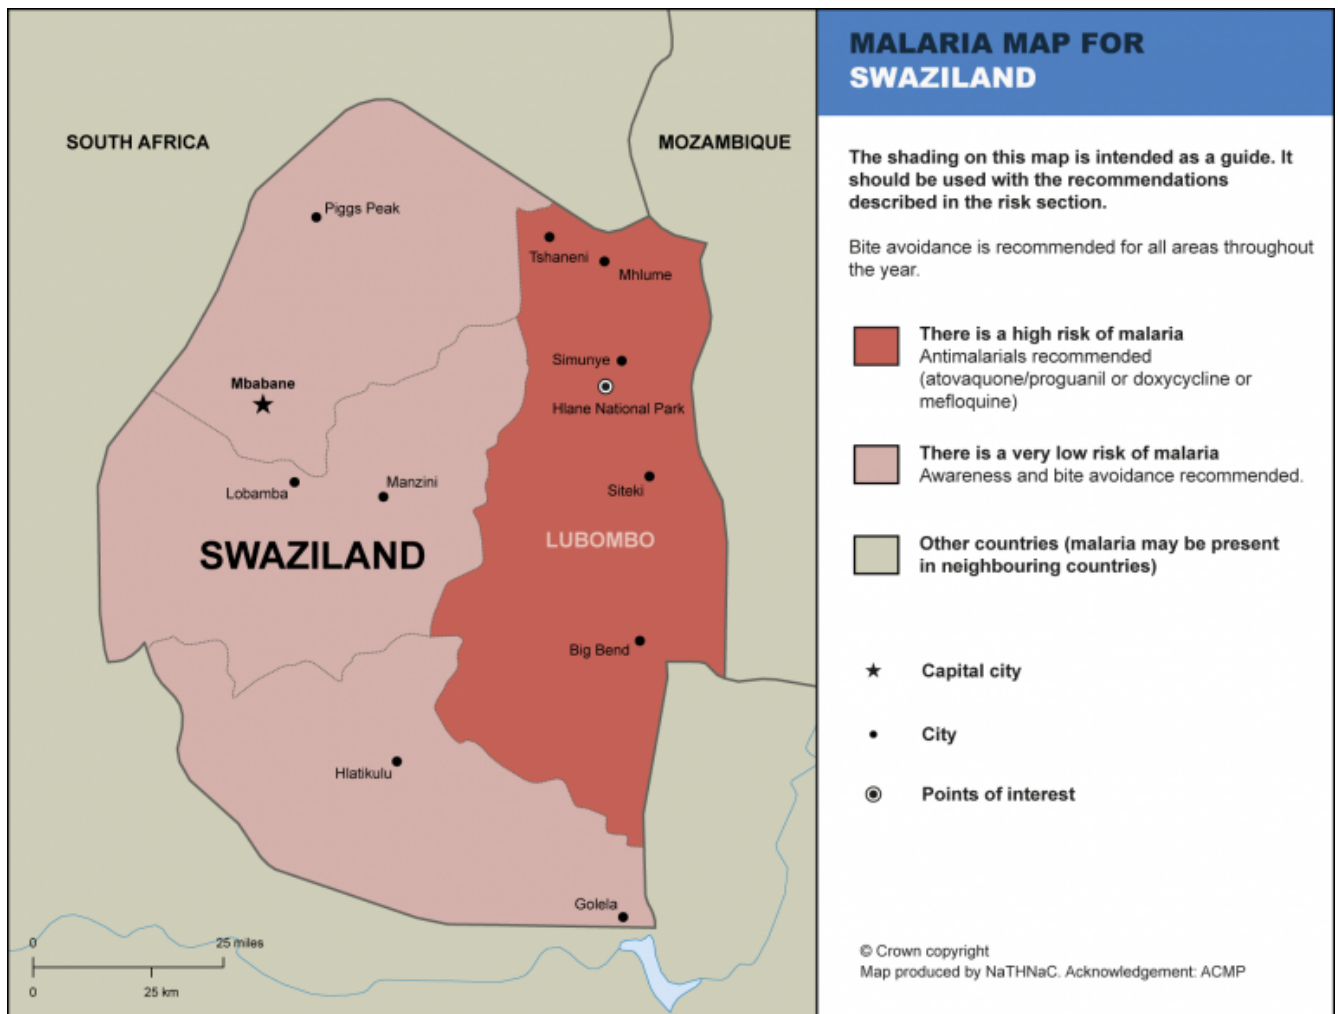 MALARIA MAP FOR
SWAZILAND
SOUTH AFRICA
MOZAMBIQUE
Piggs Peak
Tshaneni
Mhlume
Simunye
Hlane National Park
Mbabane
Lobamba
Manzini
Siteki
SWAZILAND
LUBOMBO
Big Bend
Hlatikulu
Golela
0
25 miles
0
25 km
The shading on this map is intended as a guide. It
should be used with the recommendations
described in the risk section.
Bite avoidance is recommended for all areas throughout
the year.
There is a high risk of malaria
Antimalarials recommended
(atovaquone/proguanil or doxycycline or
mefloquine)
There is a very low risk of malaria
Awareness and bite avoidance recommended.
Other countries (malaria may be present
in neighbouring countries)
Capital city
City
Points of interest
© Crown copyright
Map produced by NaTHNaC. Acknowledgement: ACMP